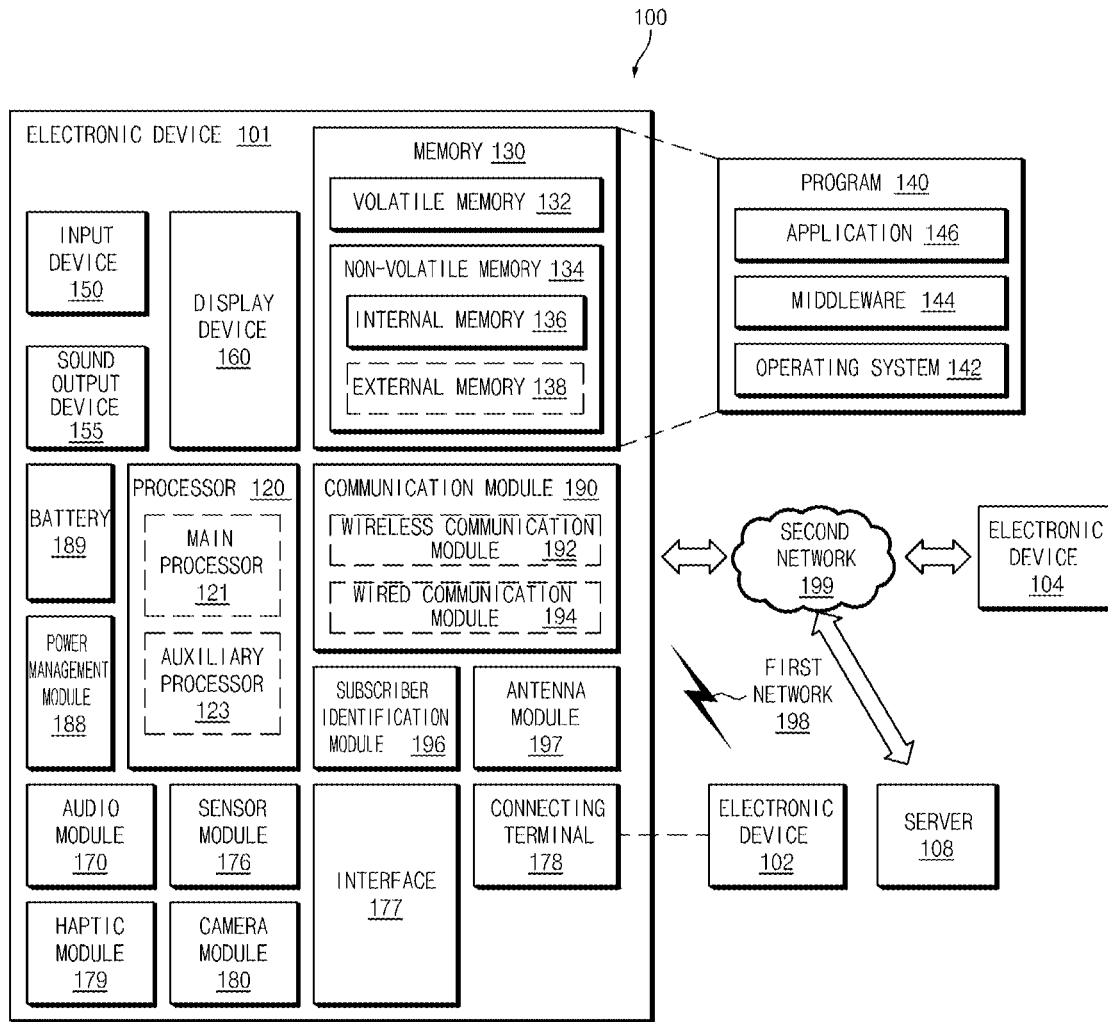 100
ELECTRONIC DEVICE 101
INPUT
DEVICE
150
SOUND
OUTPUT
DEVICE
155
DISPLAY
DEVICE
160
MEMORY 130
VOLATILE MEMORY 132
NON-VOLATILE MEMORY 134
INTERNAL MEMORY 136
EXTERNAL MEMORY 138
PROGRAM 140
APPLICATION 146
MIDDLEWARE 144
OPERATING SYSTEM 142
BATTERY
189
POWER
MANAGEMENT
MODULE
188
PROCESSOR 120
MAIN
PROCESSOR
121
AUXILIARY
PROCESSOR
123
COMMUNICATION MODULE 190
WIRELESS COMMUNICATION
MODULE 192
WIRED COMMUNICATION
MODULE 194
SECOND
NETWORK
199
ELECTRONIC
DEVICE
104
SUBSCRIBER
IDENTIFICATION
MODULE 196
ANTENNA
MODULE
197
FIRST
NETWORK
198
AUDIO
MODULE
170
SENSOR
MODULE
176
INTERFACE
177
CONNECTING
TERMINAL
178
ELECTRONIC
DEVICE
102
SERVER
108
HAPTIC
MODULE
179
CAMERA
MODULE
180